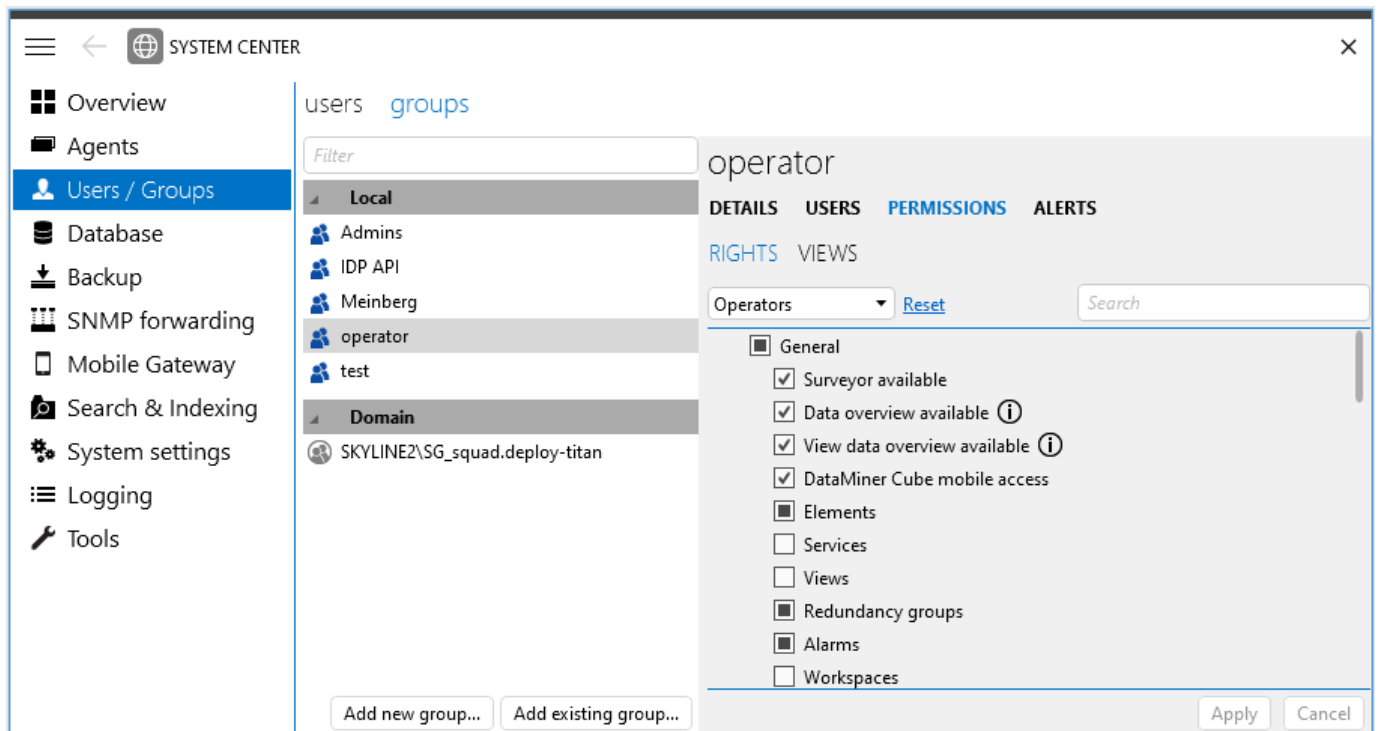 SYSTEM CENTER
Overview
Agents
Users / Groups
Database
Backup
SNMP forwarding
Mobile Gateway
Search & Indexing
System settings
Logging
Tools
users groups
Filter
Local
Admins
IDP API
Meinberg
operator
test
Domain
SKYLINE2\SG_squad.deploy-titan
Add new group... Add existing group...
operator
DETAILS USERS PERMISSIONS ALERTS
RIGHTS VIEWS
Operators Reset Search
General
Surveyor available
Data overview available
View data overview available
DataMiner Cube mobile access
Elements
Services
Views
Redundancy groups
Alarms
Workspaces
Apply Cancel